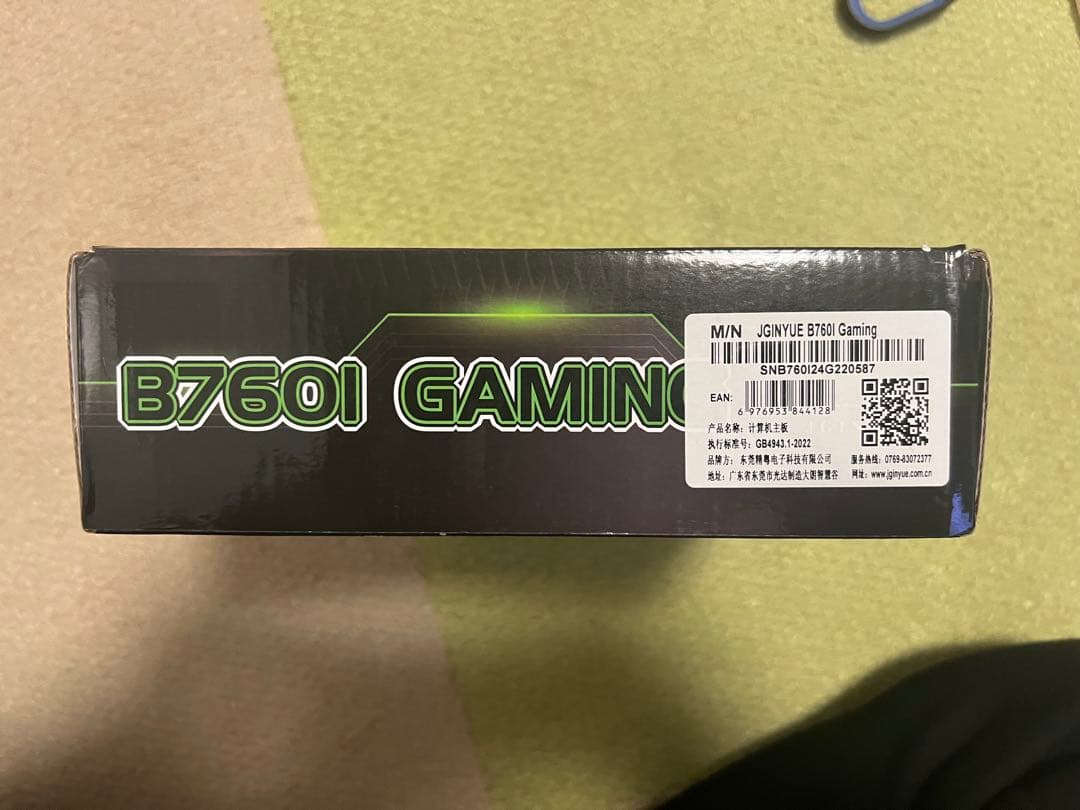 B760I GAMING
M/N JGINYUE B760I Gaming
SNB760I24G220587
EAN:
6 976953 844128
产品名称: 计算机主板
执行标准号: GB4943.1-2022
品牌方: 东莞精粤电子科技有限公司 服务热线: 0769-83072377
地址: 广东省东莞市光达制造大朗智慧谷 网址: www.jginyue.com.cn